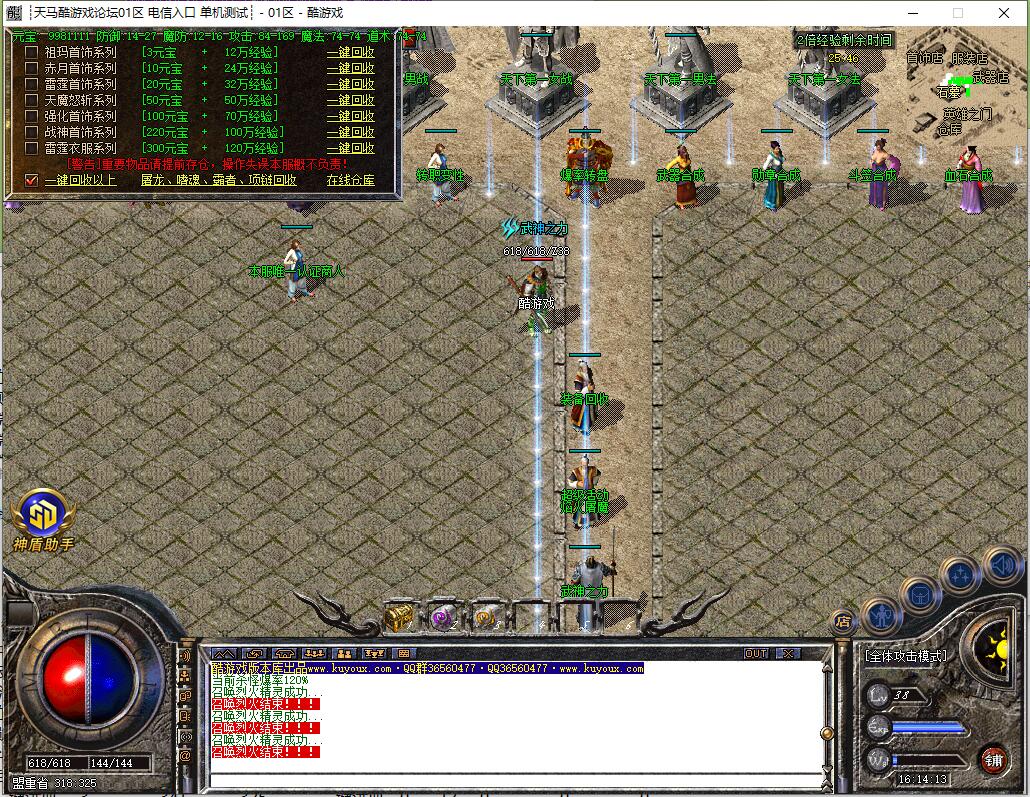 天马酷游戏论坛01区 电信入口 单机测试 - 01区 - 酷游戏
元宝: 9981111 防御:14-27 魔防:12=16 攻击:84=169 魔法:74=74 道术:74-74
祖玛首饰系列 [3元宝 + 12万经验] 一键回收
赤月首饰系列 [10元宝 + 24万经验] 一键回收
雷霆首饰系列 [20元宝 + 32万经验] 一键回收
天魔怒斩系列 [50元宝 + 50万经验] 一键回收
强化首饰系列 [100元宝 + 70万经验] 一键回收
战神首饰系列 [220元宝 + 100万经验] 一键回收
雷霆衣服系列 [300元宝 + 120万经验] 一键回收
[警告]重要物品请提前存仓，操作失误本服概不负责!
一键回收以上 屠龙、嗜魂、霸者、项链回收 在线仓库
男战
天下第一女战
天下第一男法
天下第一女法
2倍经验剩余时间
25:46
首饰店 服装店
武器店
英雄之门
仓库
转职变性
爆率转盘
武器合成
勋章合成
斗笠合成
血石合成
武神之力
618/618/Z38
本服唯一认证商人
酷游戏
装备回收
超级活动
焰火屠魔
武神之力
神盾助手
店
OUT
酷游戏版本库出品www.kuyoux.com·QQ群36560477·QQ36560477·www.kuyoux.com
当前杀怪爆率120%
召唤烈火精灵成功...
召唤烈火结束!!!!
召唤烈火精灵成功...
召唤烈火结束!!!!
召唤烈火精灵成功...
召唤烈火结束!!!!
[全体攻击模式]
Lv 38
Exp
W
铺
16:14:13
618/618 144/144
盟重省 318:325